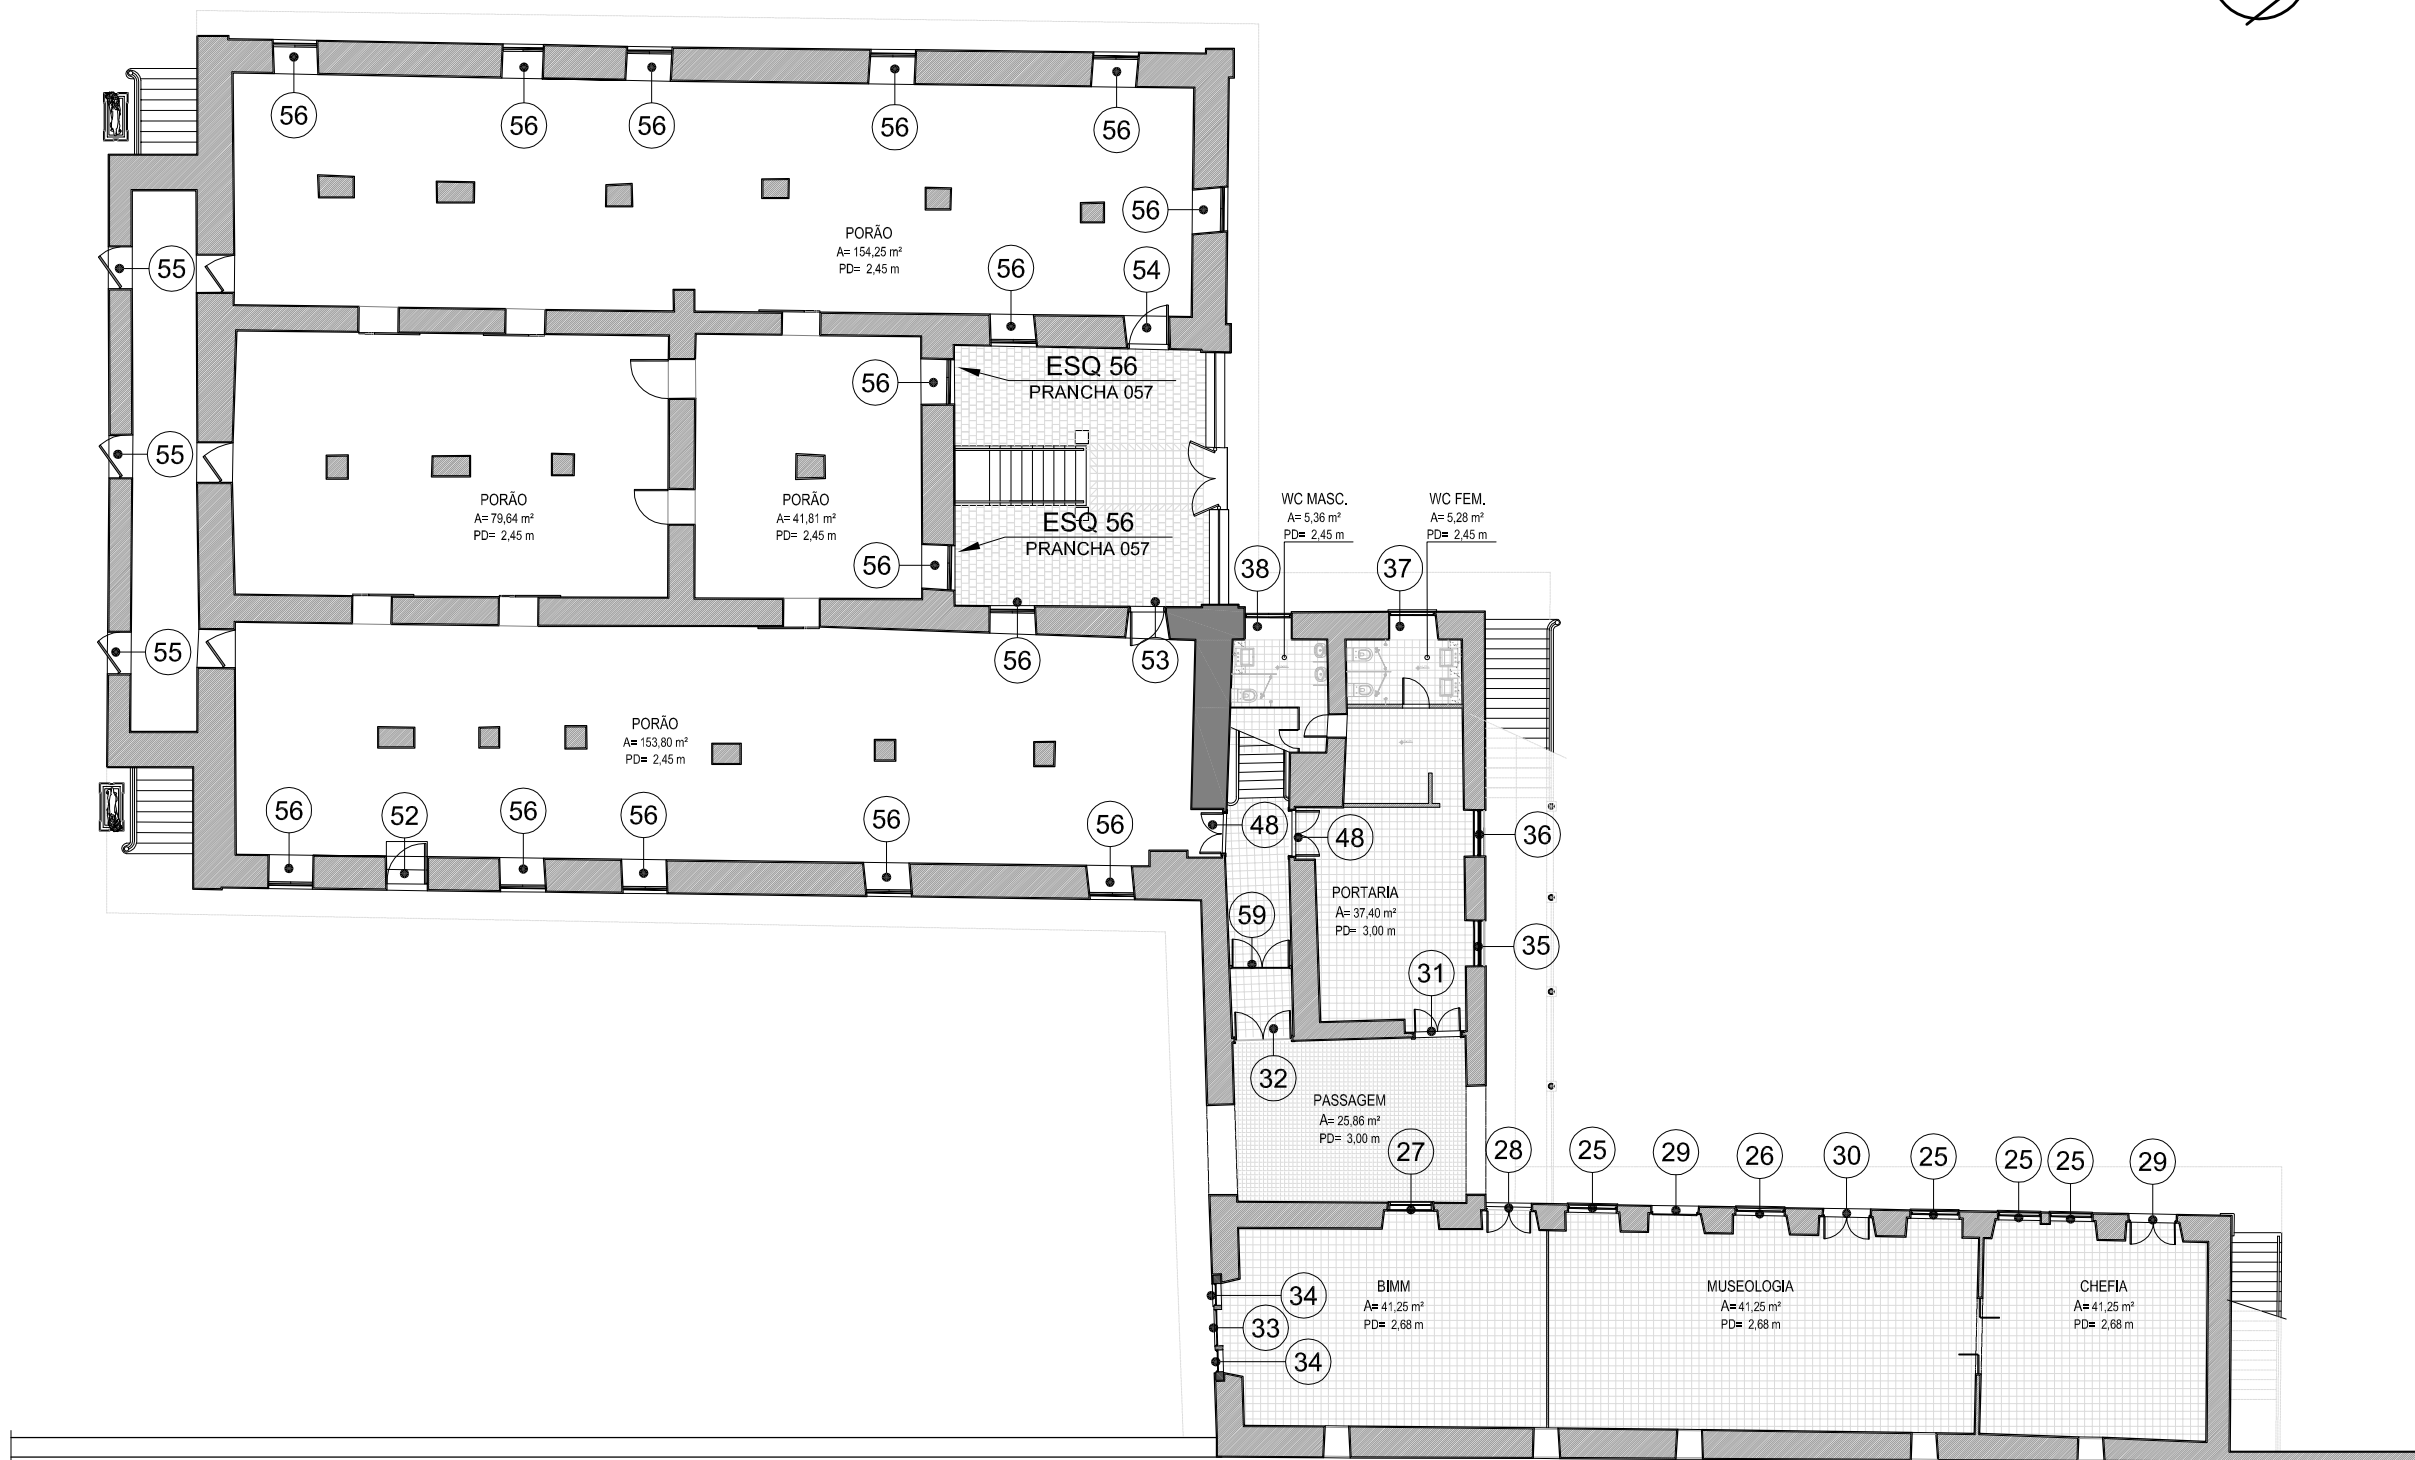 56
56
56
56
56
56
PORÃO
A= 154,25 m²
PD= 2,45 m
56
54
55
56
ESQ 56
PRANCHA 057
55
PORÃO
A= 79,64 m²
PD= 2,45 m
PORÃO
A= 41,81 m²
PD= 2,45 m
ESQ 56
PRANCHA 057
56
WC MASC.
A= 5,36 m²
PD= 2,45 m
WC FEM.
A= 5,28 m²
PD= 2,45 m
38
37
55
56
53
PORÃO
A= 153,80 m²
PD= 2,45 m
56
52
56
56
56
56
48
48
36
PORTARIA
A= 37,40 m²
PD= 3,00 m
59
35
31
32
PASSAGEM
A= 25,86 m²
PD= 3,00 m
27
28
25
29
26
30
25
25
25
29
34
33
34
BIMM
A= 41,25 m²
PD= 2,68 m
MUSEOLOGIA
A= 41,25 m²
PD= 2,68 m
CHEFIA
A= 41,25 m²
PD= 2,68 m